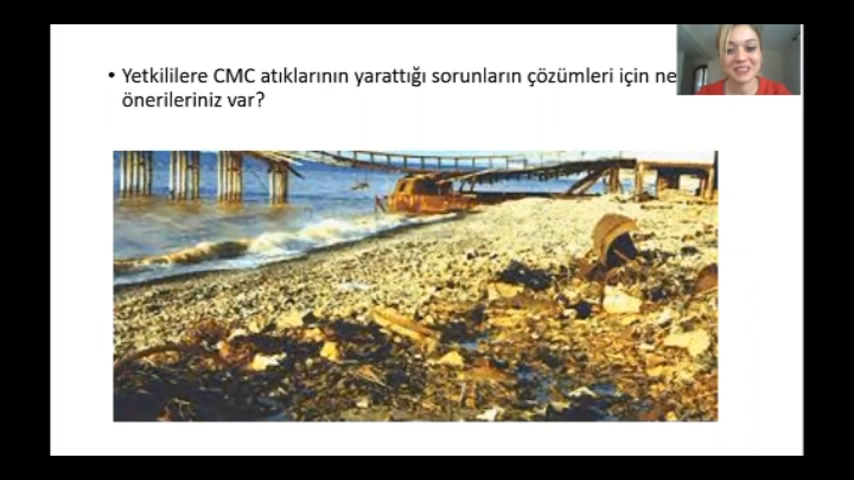 • Yetkililere CMC atıklarının yarattığı sorunların çözümleri için ne
önerileriniz var?